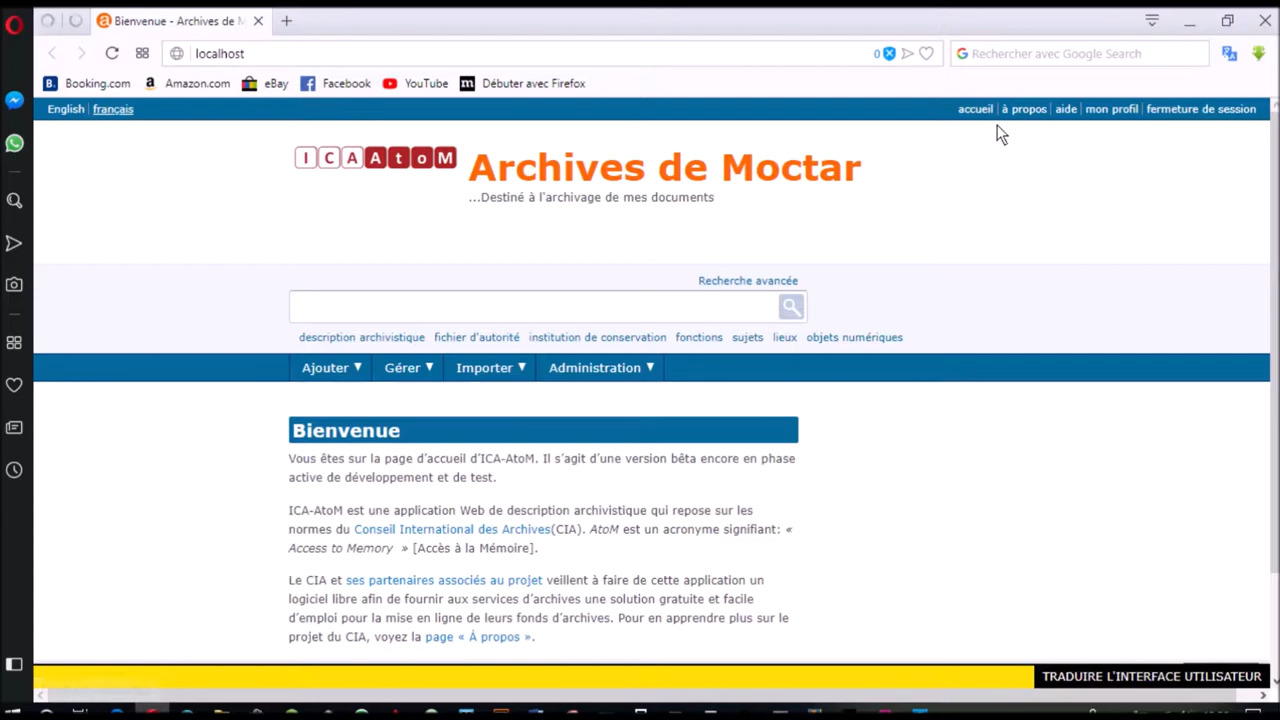 Bienvenue - Archives de M
localhost
0
Rechercher avec Google Search
Booking.com Amazon.com eBay Facebook YouTube Débuter avec Firefox
English français accueil à propos aide mon profil fermeture de session
ICAAtoM
Archives de Moctar
...Destiné à l'archivage de mes documents
Recherche avancée
description archivistique fichier d'autorité institution de conservation fonctions sujets lieux objets numériques
Ajouter Gérer Importer Administration
Bienvenue
Vous êtes sur la page d'accueil d'ICA-AtoM. Il s'agit d'une version bêta encore en phase
active de développement et de test.
ICA-AtoM est une application Web de description archivistique qui repose sur les
normes du Conseil International des Archives(CIA). AtoM est un acronyme signifiant: «
Access to Memory » [Accès à la Mémoire].
Le CIA et ses partenaires associés au projet veillent à faire de cette application un
logiciel libre afin de fournir aux services d'archives une solution gratuite et facile
d'emploi pour la mise en ligne de leurs fonds d'archives. Pour en apprendre plus sur le
projet du CIA, voyez la page « À propos ».
TRADUIRE L'INTERFACE UTILISATEUR